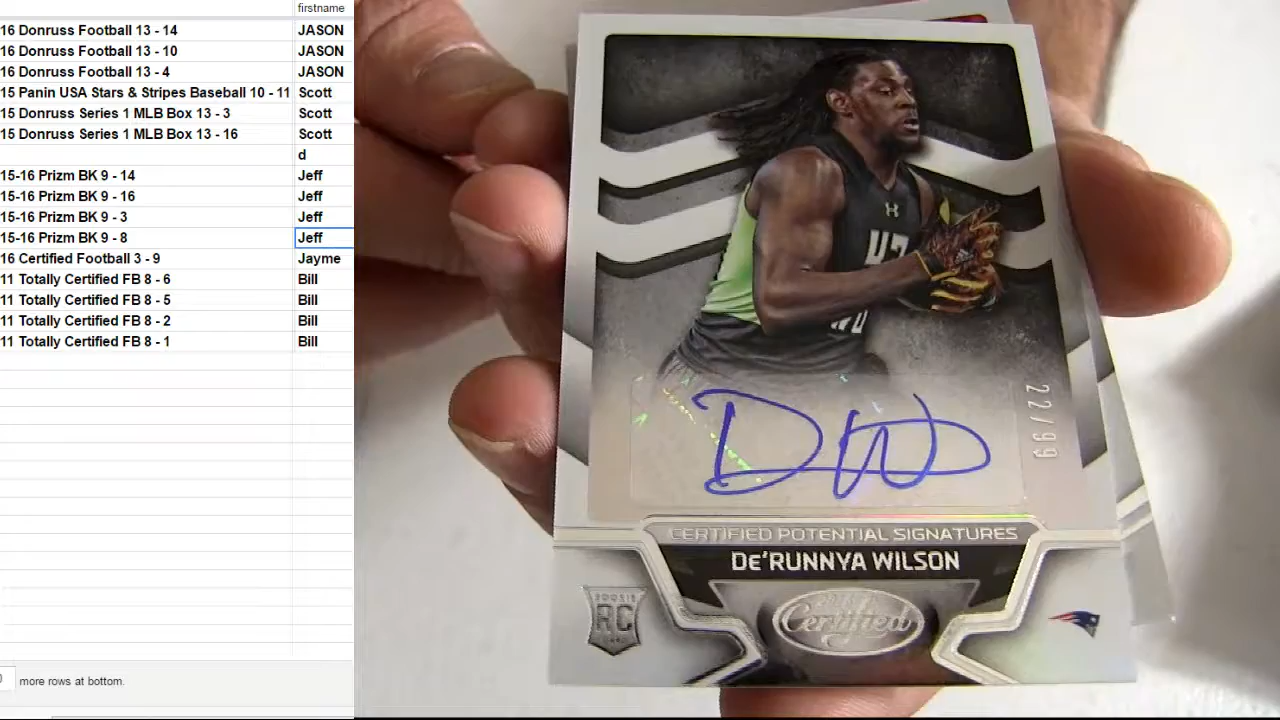 firstname
16 Donruss Football 13 - 14 JASON
16 Donruss Football 13 - 10 JASON
16 Donruss Football 13 - 4 JASON
15 Panin USA Stars & Stripes Baseball 10 - 11 Scott
15 Donruss Series 1 MLB Box 13 - 3 Scott
15 Donruss Series 1 MLB Box 13 - 16 Scott
d
15-16 Prizm BK 9 - 14 Jeff
15-16 Prizm BK 9 - 16 Jeff
15-16 Prizm BK 9 - 3 Jeff
15-16 Prizm BK 9 - 8 Jeff
16 Certified Football 3 - 9 Jayme
11 Totally Certified FB 8 - 6 Bill
11 Totally Certified FB 8 - 5 Bill
11 Totally Certified FB 8 - 2 Bill
11 Totally Certified FB 8 - 1 Bill
more rows at bottom.
22/99
DW
CERTIFIED POTENTIAL SIGNATURES
DE'RUNNYA WILSON
ROOKIE
RC
2016
Certified